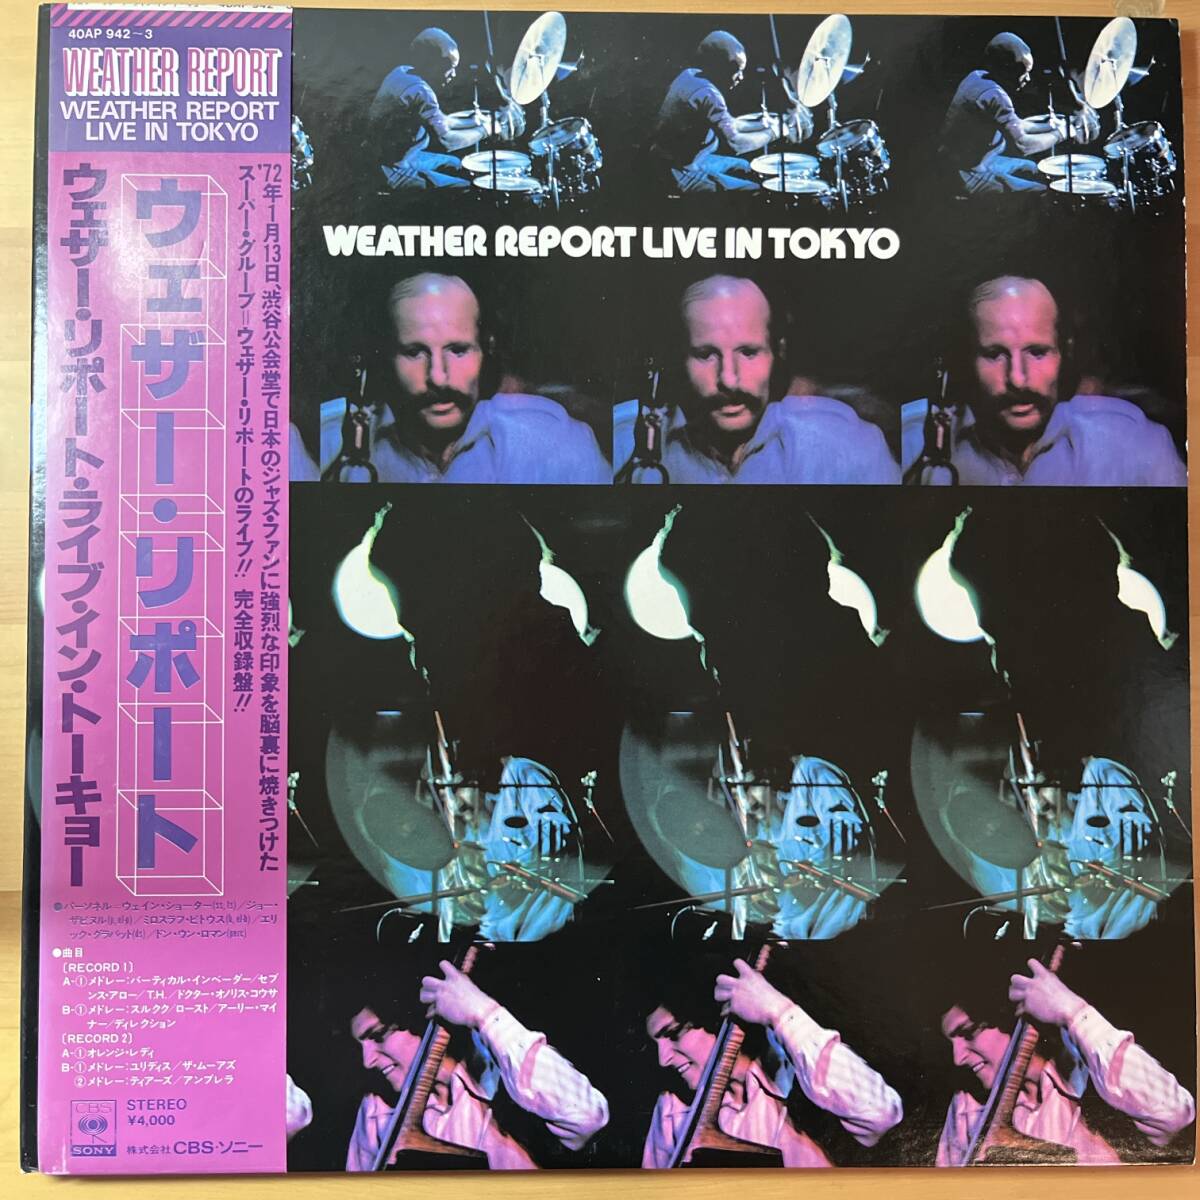 40AP 942~3
WEATHER REPORT
WEATHER REPORT
LIVE IN TOKYO
ウェザー・リポート
ウェザー・リポート・ライブ・イン・トーキョー
'72年1月13日、渋谷公会堂で日本のジャズ・ファンに強烈な印象を脳裏に焼きつけた
スーパー・グループ=ウェザー・リポートのライブ!! 完全収録盤!!
●パーソネル=ウェイン・ショーター(ss, ts)/ジョー・
ザビヌル(p, el-p)/ミロスラフ・ビトウス(b, el-b)/エリ
ック・グラバット(ds)/ドン・ウン・ロマン(perc)
●曲目
〔RECORD 1〕
A-①メドレー:バーティカル・インベーダー/セブ
ンス・アロー/T.H./ドクター・オノリス・コウサ
B-①メドレー:スルクク/ロースト/アーリー・マイ
ナー/ディレクション
〔RECORD 2〕
A-①オレンジ・レディ
B-①メドレー:ユリディス/ザ・ムーアズ
②メドレー:ティアーズ/アンブレラ
CBS
SONY
STEREO
¥4,000
株式会社 CBS・ソニー
WEATHER REPORT LIVE IN TOKYO